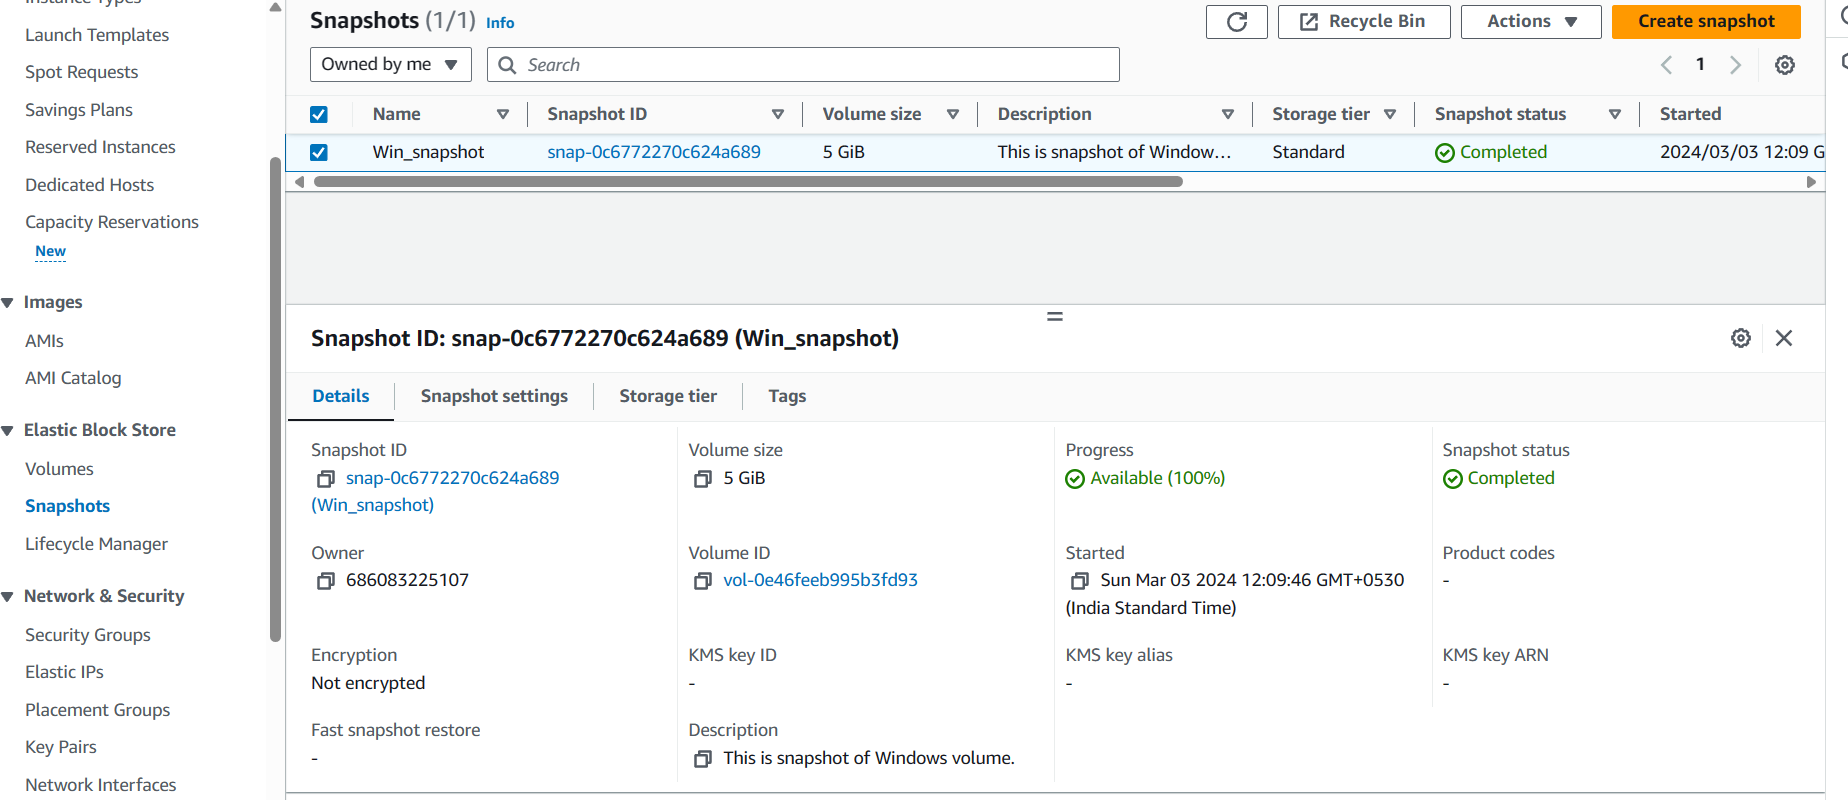 Instance Types
Launch Templates
Spot Requests
Savings Plans
Reserved Instances
Dedicated Hosts
Capacity Reservations
New
Images
AMIs
AMI Catalog
Elastic Block Store
Volumes
Snapshots
Lifecycle Manager
Network & Security
Security Groups
Elastic IPs
Placement Groups
Key Pairs
Network Interfaces
Snapshots (1/1) Info
Recycle Bin
Actions
Create snapshot
Owned by me
Search
1
Name Snapshot ID Volume size Description Storage tier Snapshot status Started
Win_snapshot snap-0c6772270c624a689 5 GiB This is snapshot of Window... Standard Completed 2024/03/03 12:09 G
Snapshot ID: snap-0c6772270c624a689 (Win_snapshot)
Details Snapshot settings Storage tier Tags
Snapshot ID
snap-0c6772270c624a689
(Win_snapshot)
Volume size
5 GiB
Progress
Available (100%)
Snapshot status
Completed
Owner
686083225107
Volume ID
vol-0e46feeb995b3fd93
Started
Sun Mar 03 2024 12:09:46 GMT+0530
(India Standard Time)
Product codes
-
Encryption
Not encrypted
KMS key ID
-
KMS key alias
-
KMS key ARN
-
Fast snapshot restore
-
Description
This is snapshot of Windows volume.